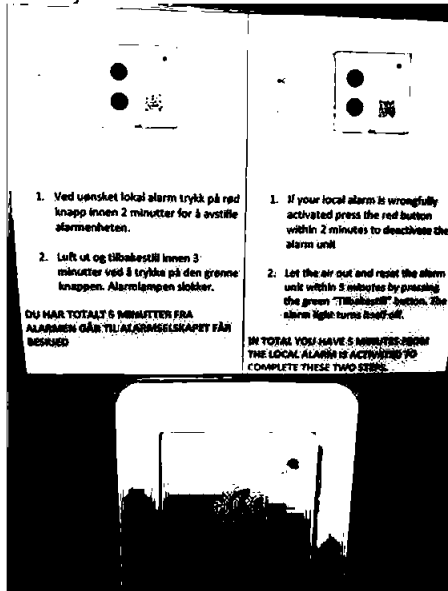 1. Ved uønsket lokal alarm trykk på rød
knapp innen 2 minutter for å avstille
alarmenheten.
2. Luft ut og tilbakestill innen 3
minutter ved å trykke på den grønne
knappen. Alarmlampen slokker.
DU HAR TOTALT 5 MINUTTER FRA
ALARMEN GÅR TIL ALARMSELSKAPET FÅR
BESKJED
1. If your local alarm is wrongfully
activated press the red button
within 2 minutes to deactivate the
alarm unit
2. Let the air out and reset the alarm
unit within 3 minutes by pressing
the green "Tilbakestill" button. The
alarm light turns itself off.
IN TOTAL YOU HAVE 5 MINUTES FROM
THE LOCAL ALARM IS ACTIVATED TO
COMPLETE THESE TWO STEPS.